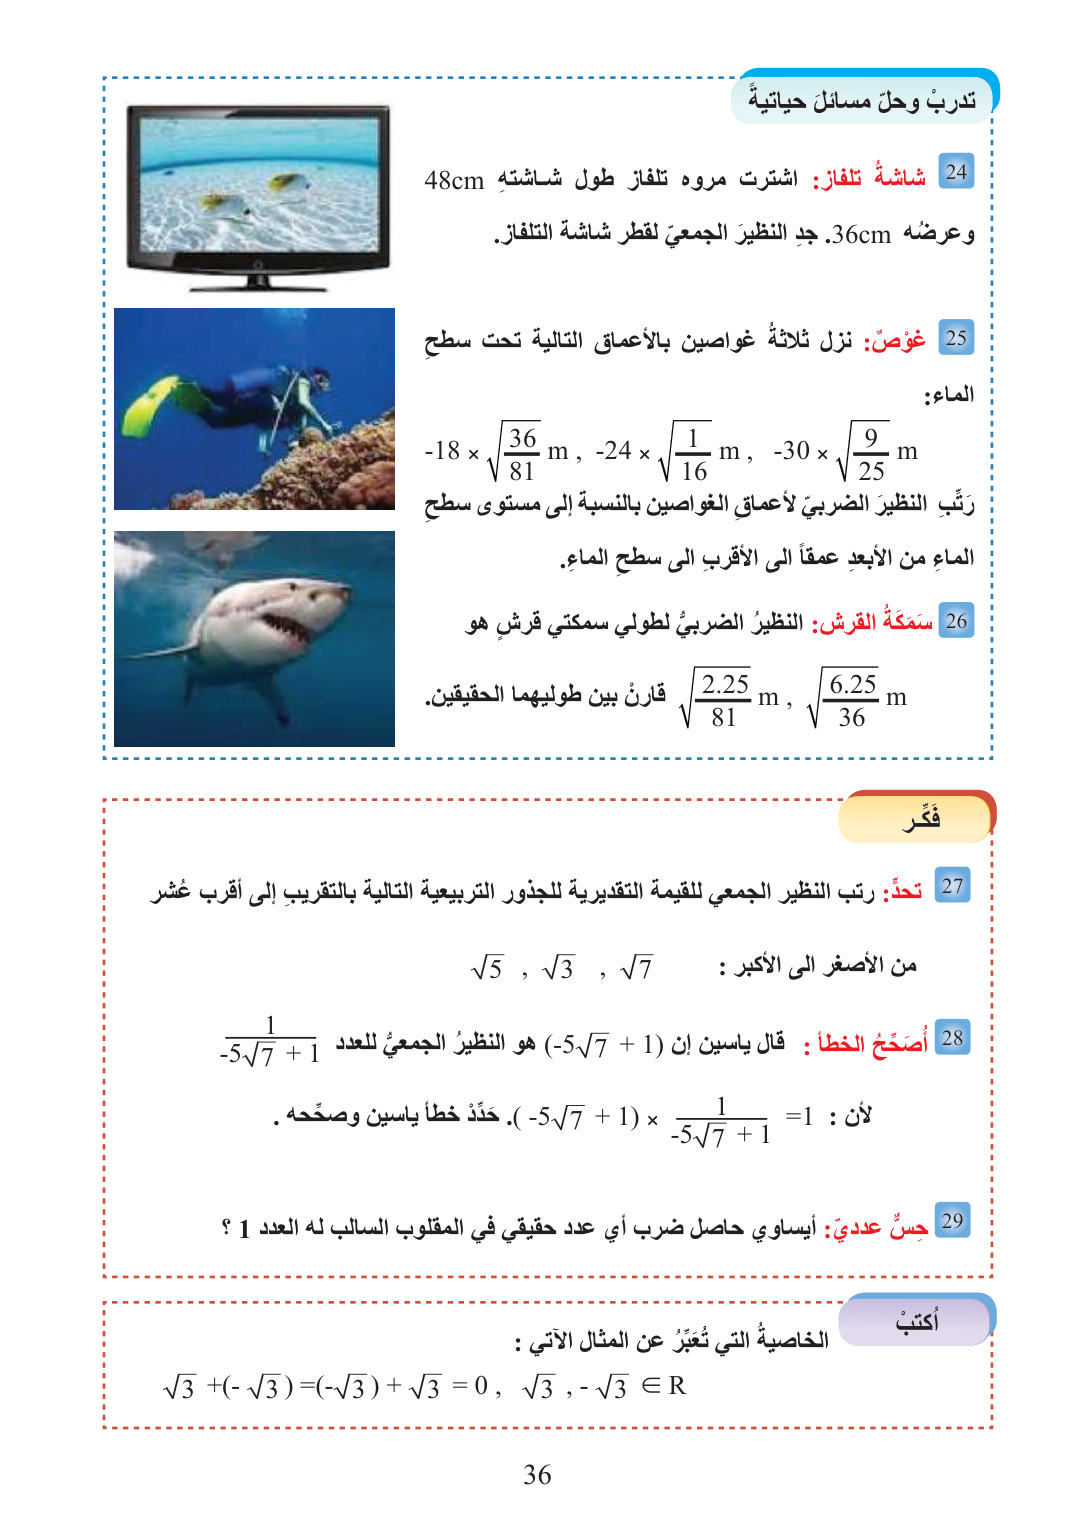 تدربْ وحلّ مسائلَ حياتيةً
24 شاشةُ تلفاز: اشترت مروه تلفاز طول شـاشتهِ 48cm
وعرضُه 36cm. جدِ النظيرَ الجمعيّ لقطر شاشة التلفاز.
25 غوْصٌ: نزل ثلاثةُ غواصين بالأعماق التالية تحت سطحِ
الماء:
-18 × √(36/81) m , -24 × √(1/16) m , -30 × √(9/25) m
رَتِّبِ النظيرَ الضربيّ لأعماقِ الغواصين بالنسبة إلى مستوى سطحِ
الماءِ من الأبعدِ عمقاً الى الأقربِ الى سطحِ الماءِ.
26 سَمَكَةُ القرش: النظيرُ الضربيُّ لطولي سمكتي قرشٍ هو
√(2.25/81) m , √(6.25/36) m قارنْ بين طوليهما الحقيقين.
فَكِّـر
27 تحدٍّ: رتب النظير الجمعي للقيمة التقديرية للجذور التربيعية التالية بالتقريبِ إلى أقرب عُشر
من الأصغر الى الأكبر : √5 , √3 , √7
28 أُصَحِّحُ الخطأ : قال ياسين إن (-5√7 + 1) هو النظيرُ الجمعيُّ للعدد 1/(-5√7 + 1)
لأن : ( -5√7 + 1) × 1/(-5√7 + 1) =1. حَدِّدْ خطأ ياسين وصحِّحه .
29 حِسٌّ عدديّ: أيساوي حاصل ضرب أي عدد حقيقي في المقلوب السالب له العدد 1 ؟
اُكتبْ
الخاصيةُ التي تُعَبِّرُ عن المثال الآتي :
√3 +(- √3 ) =(-√3 ) + √3 = 0 , √3 , - √3 ∈ R
36